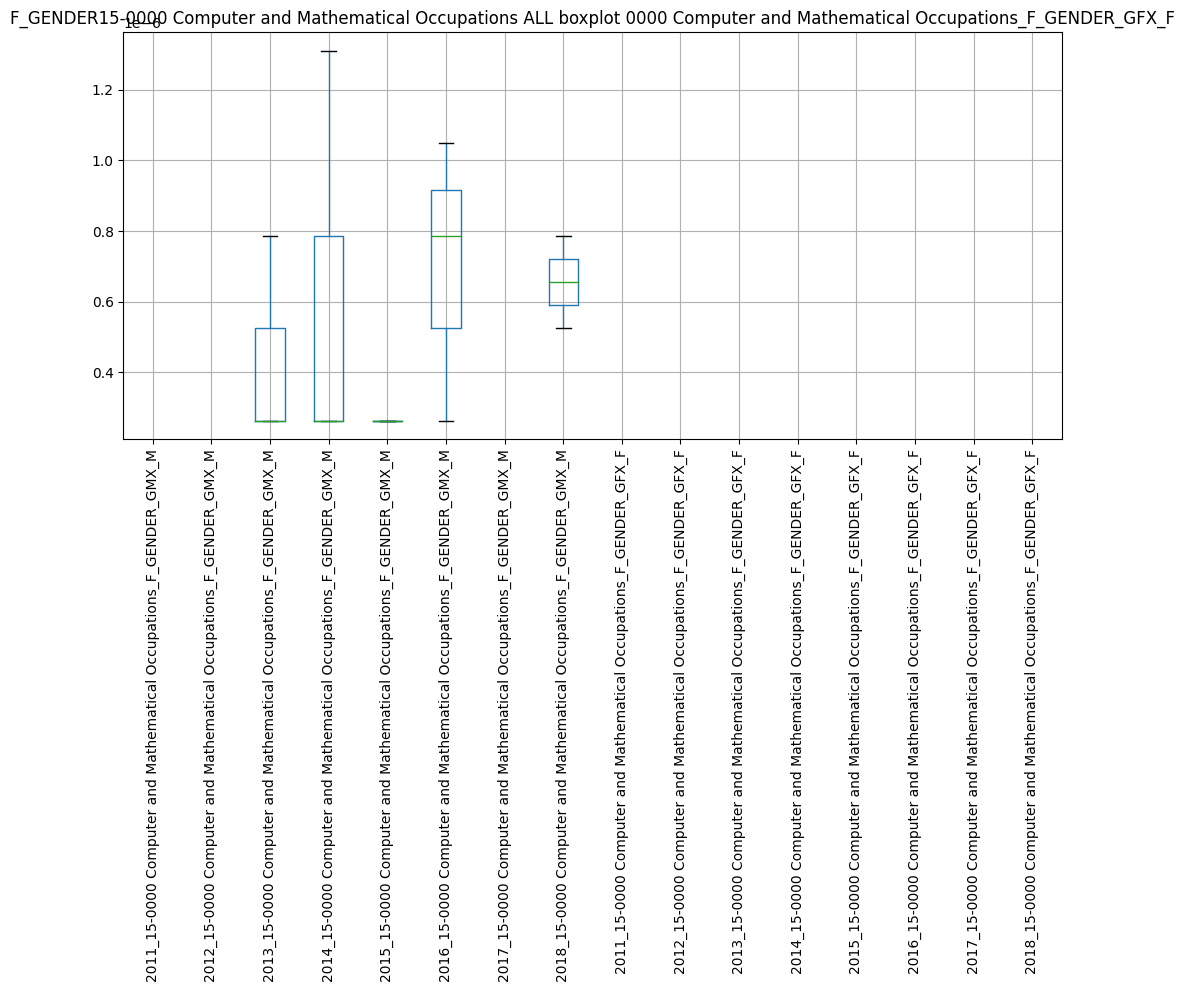 F_GENDER15-0000 Computer and Mathematical Occupations ALL boxplot 0000 Computer and Mathematical Occupations_F_GENDER_GFX_F
1e−6
1.2
1.0
0.8
0.6
0.4
2011_15-0000 Computer and Mathematical Occupations_F_GENDER_GMX_M
2012_15-0000 Computer and Mathematical Occupations_F_GENDER_GMX_M
2013_15-0000 Computer and Mathematical Occupations_F_GENDER_GMX_M
2014_15-0000 Computer and Mathematical Occupations_F_GENDER_GMX_M
2015_15-0000 Computer and Mathematical Occupations_F_GENDER_GMX_M
2016_15-0000 Computer and Mathematical Occupations_F_GENDER_GMX_M
2017_15-0000 Computer and Mathematical Occupations_F_GENDER_GMX_M
2018_15-0000 Computer and Mathematical Occupations_F_GENDER_GMX_M
2011_15-0000 Computer and Mathematical Occupations_F_GENDER_GFX_F
2012_15-0000 Computer and Mathematical Occupations_F_GENDER_GFX_F
2013_15-0000 Computer and Mathematical Occupations_F_GENDER_GFX_F
2014_15-0000 Computer and Mathematical Occupations_F_GENDER_GFX_F
2015_15-0000 Computer and Mathematical Occupations_F_GENDER_GFX_F
2016_15-0000 Computer and Mathematical Occupations_F_GENDER_GFX_F
2017_15-0000 Computer and Mathematical Occupations_F_GENDER_GFX_F
2018_15-0000 Computer and Mathematical Occupations_F_GENDER_GFX_F